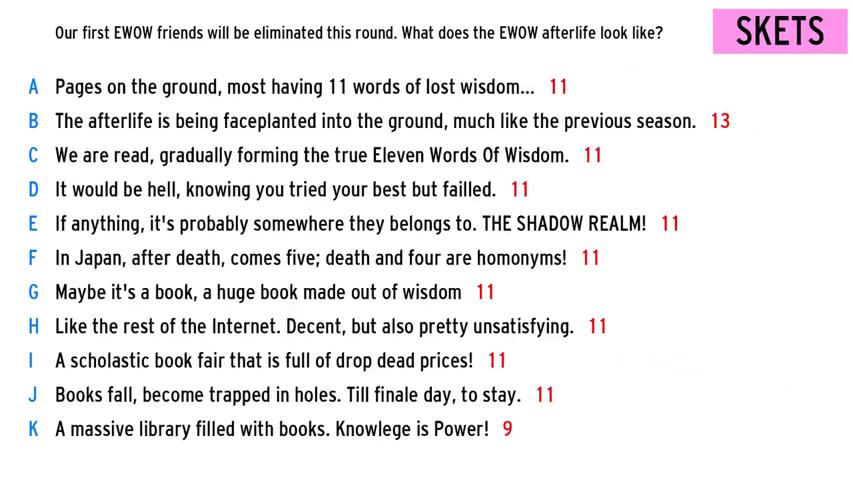 Our first EWOW friends will be eliminated this round. What does the EWOW afterlife look like?
SKETS
A Pages on the ground, most having 11 words of lost wisdom... 11
B The afterlife is being faceplanted into the ground, much like the previous season. 13
C We are read, gradually forming the true Eleven Words Of Wisdom. 11
D It would be hell, knowing you tried your best but failled. 11
E If anything, it's probably somewhere they belongs to. THE SHADOW REALM! 11
F In Japan, after death, comes five; death and four are homonyms! 11
G Maybe it's a book, a huge book made out of wisdom 11
H Like the rest of the Internet. Decent, but also pretty unsatisfying. 11
I A scholastic book fair that is full of drop dead prices! 11
J Books fall, become trapped in holes. Till finale day, to stay. 11
K A massive library filled with books. Knowlege is Power! 9